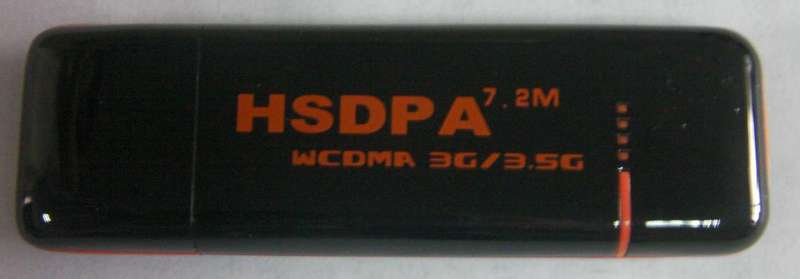 HSDPA 7.2M
WCDMA 3G/3.5G